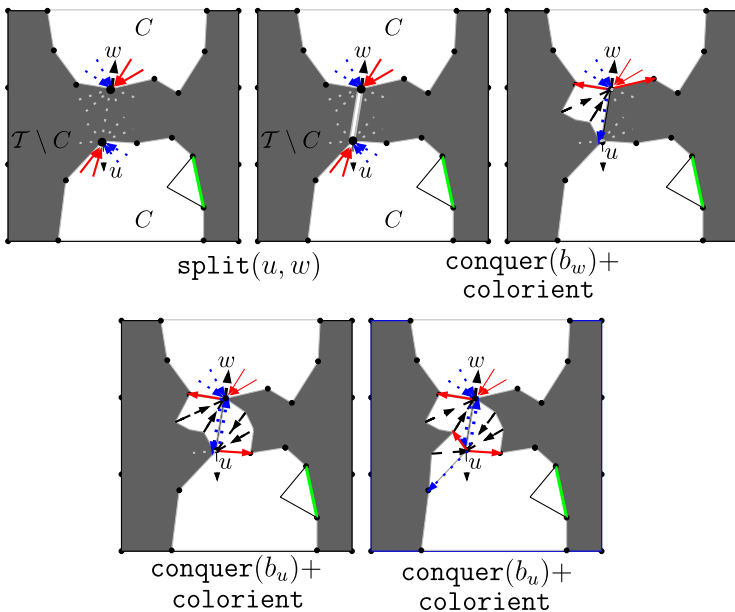 C
C
w
w
w
𝒯 \ C
𝒯 \ C
u
u
u
C
C
split(u, w)
conquer(b_w)+
colorient
w
w
u
u
conquer(b_u)+
colorient
conquer(b_u)+
colorient